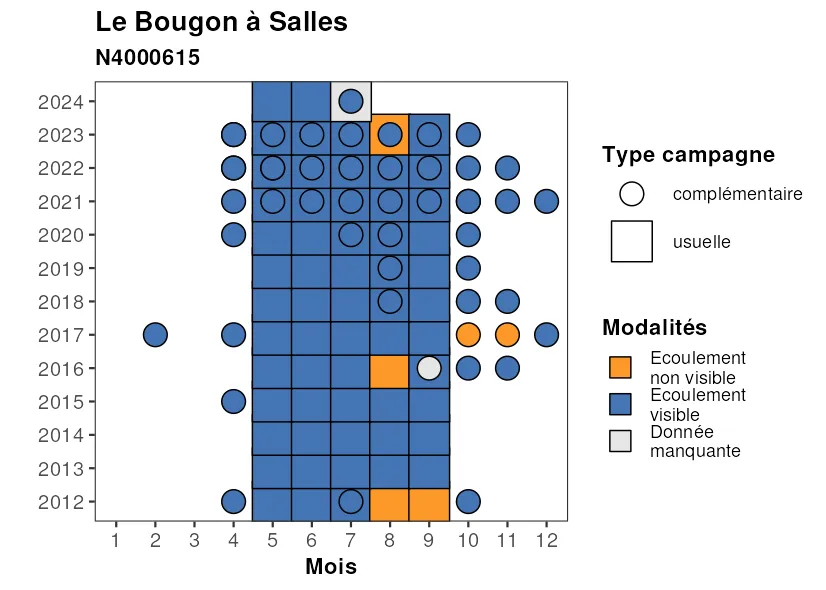 Le Bougon à Salles
N4000615
2024
2023
2022
2021
2020
2019
2018
2017
2016
2015
2014
2013
2012
1 2 3 4 5 6 7 8 9 10 11 12
Mois
Type campagne
complémentaire
usuelle
Modalités
Ecoulement
non visible
Ecoulement
visible
Donnée
manquante